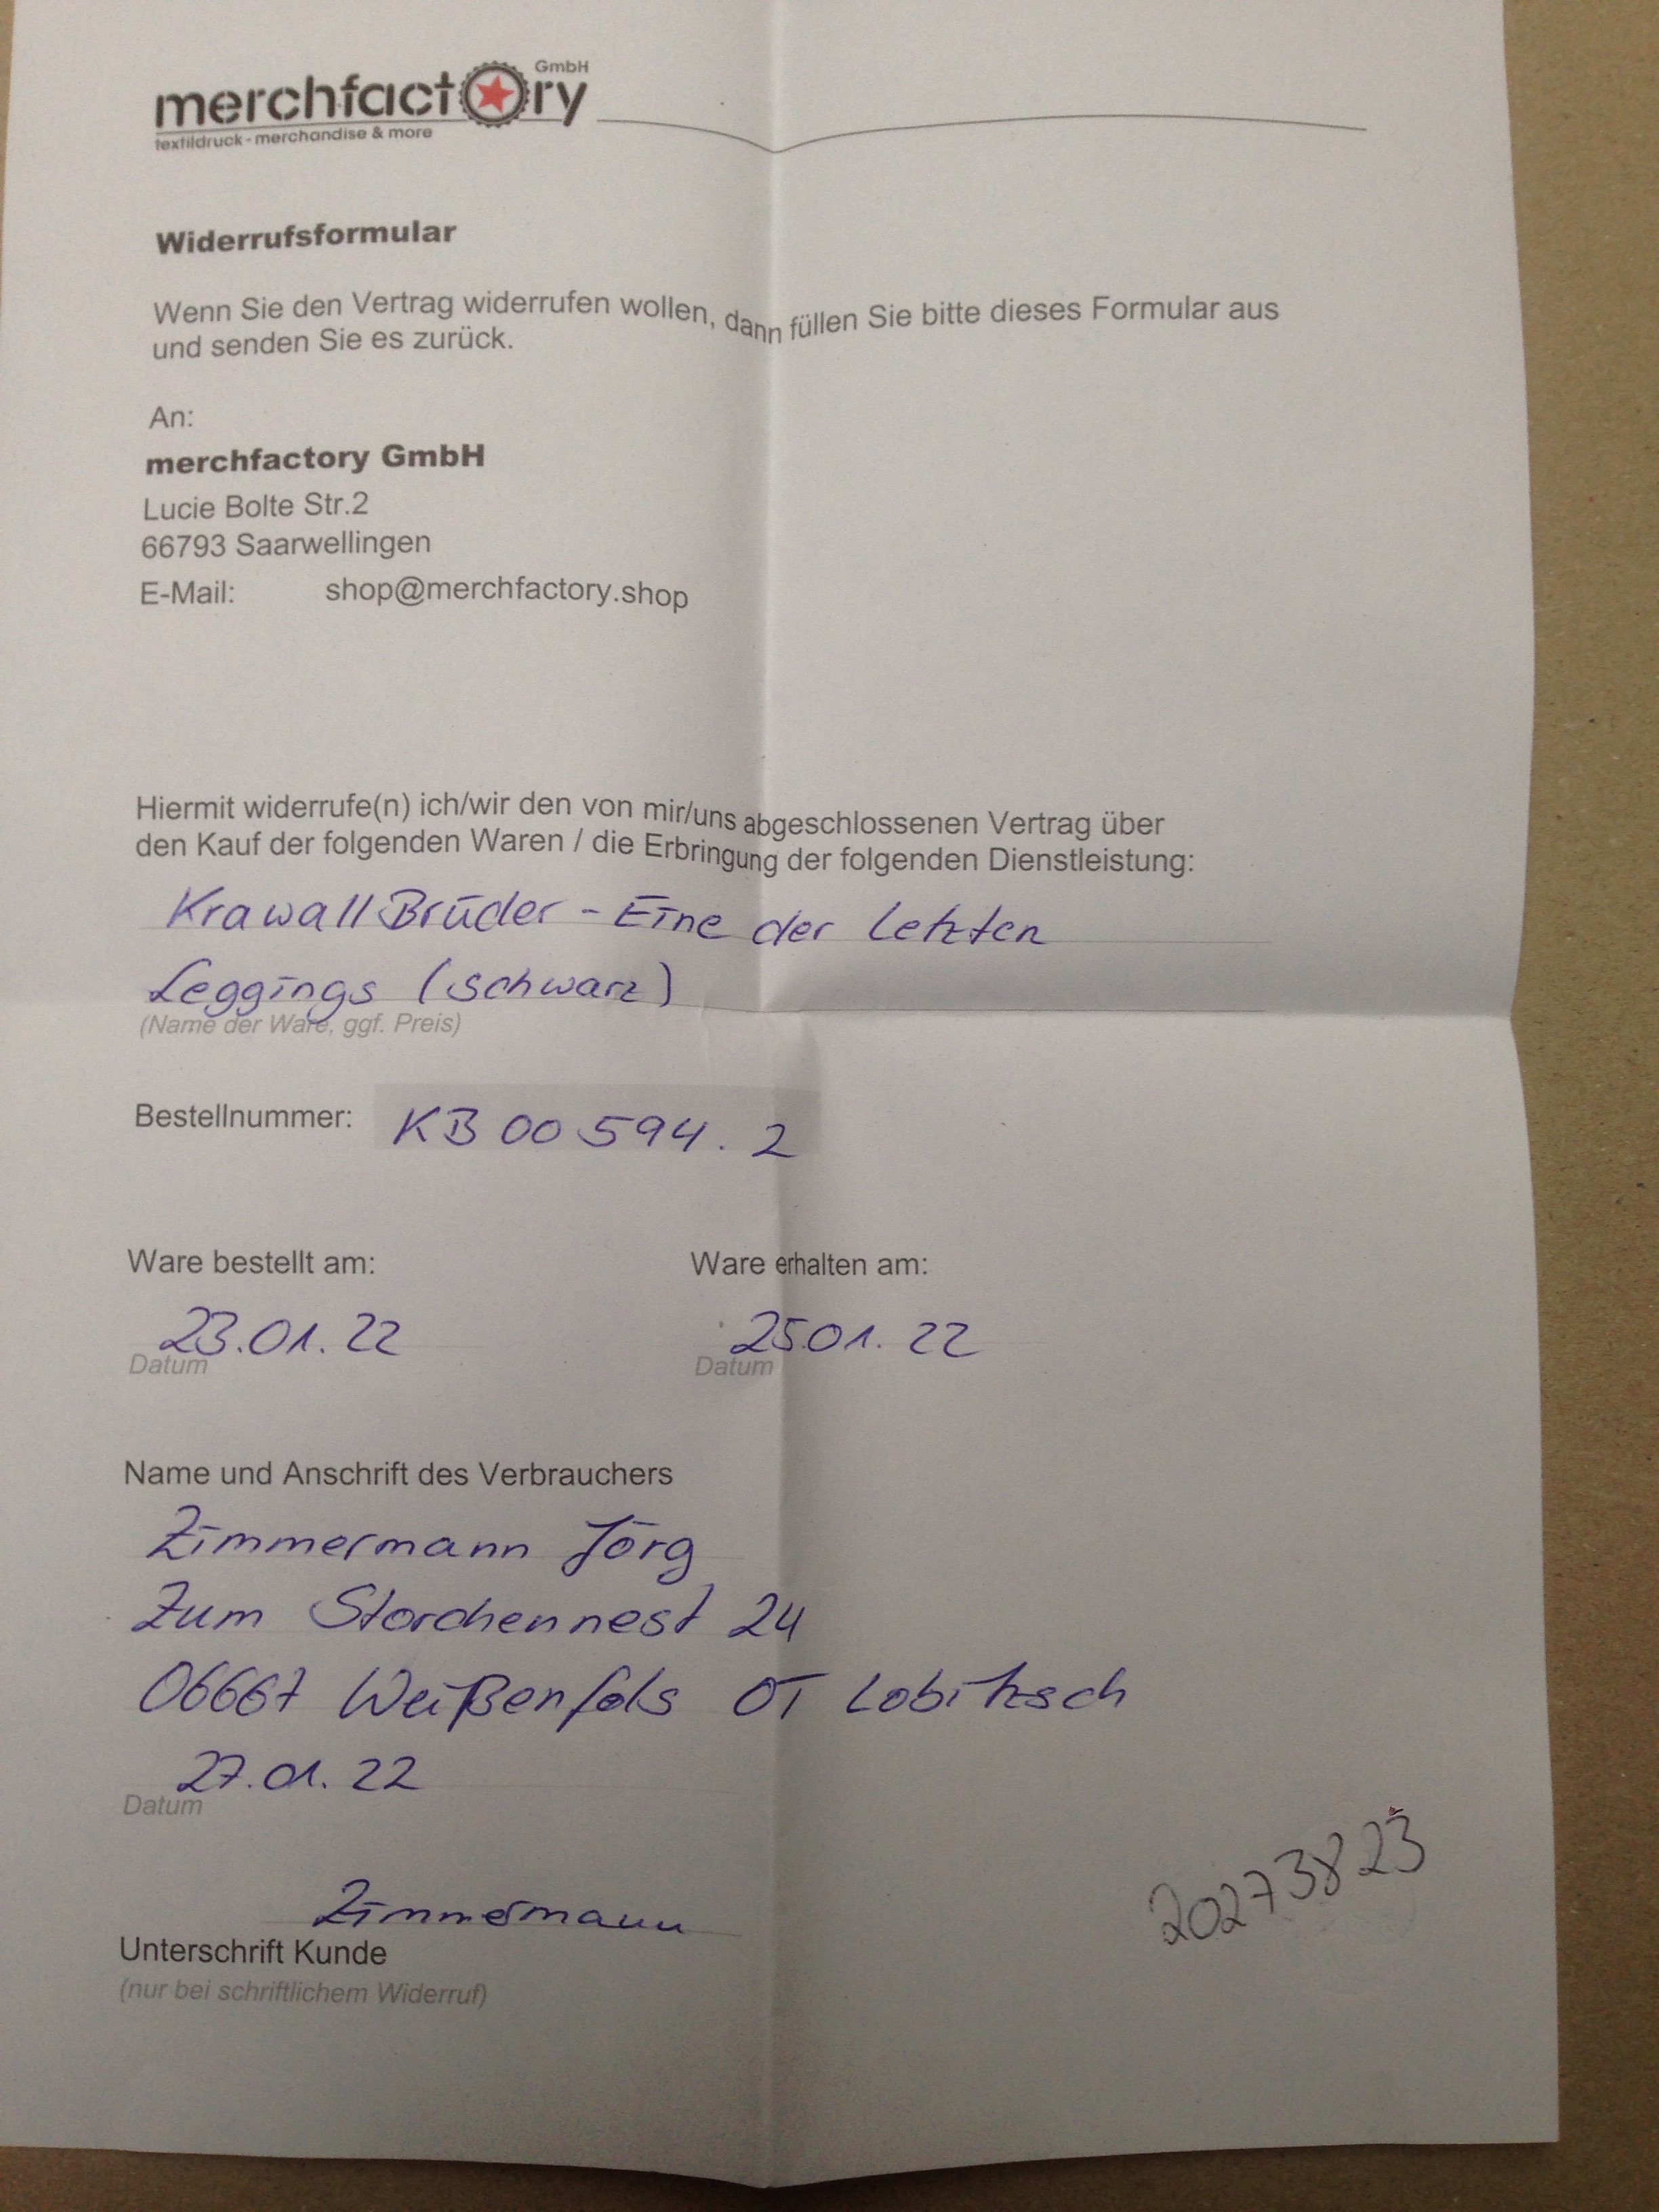 merchfactory GmbH
textildruck - merchandise & more
Widerrufsformular
Wenn Sie den Vertrag widerrufen wollen, dann füllen Sie bitte dieses Formular aus
und senden Sie es zurück.
An:
merchfactory GmbH
Lucie Bolte Str.2
66793 Saarwellingen
E-Mail: shop@merchfactory.shop
Hiermit widerrufe(n) ich/wir den von mir/uns abgeschlossenen Vertrag über
den Kauf der folgenden Waren / die Erbringung der folgenden Dienstleistung:
KrawallBrüder - Eine der Letzten
Leggings (schwarz)
(Name der Ware, ggf. Preis)
Bestellnummer: KB 00 594. 2
Ware bestellt am: Ware erhalten am:
23.01.22 25.01.22
Datum Datum
Name und Anschrift des Verbrauchers
Zimmermann Jörg
Zum Storchennest 24
06667 Weißenfels OT Lobitzsch
27.01.22
Datum
Zimmermann
Unterschrift Kunde
(nur bei schriftlichem Widerruf)
20273823